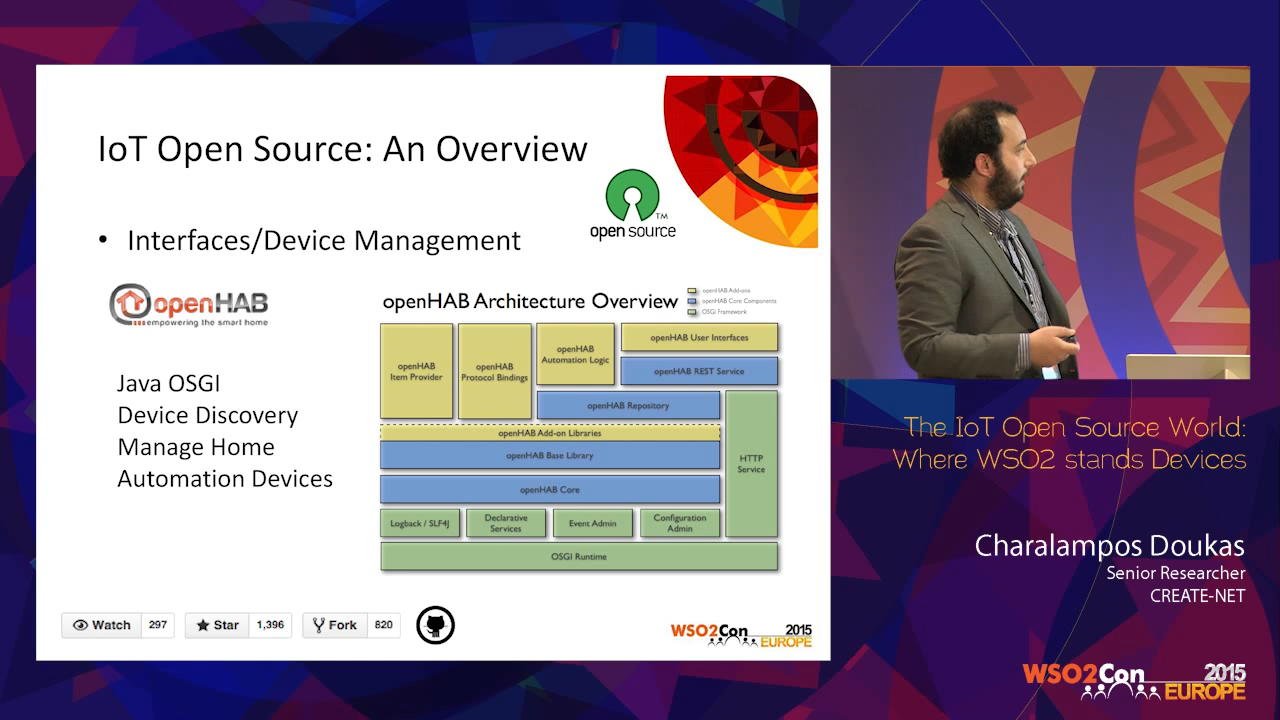 IoT Open Source: An Overview
TM
open source
• Interfaces/Device Management
openHAB
empowering the smart home
Java OSGI
Device Discovery
Manage Home
Automation Devices
openHAB Architecture Overview
openHAB Add-ons
openHAB Core Components
OSGi Framework
openHAB
Item Provider
openHAB
Protocol Bindings
openHAB
Automation Logic
openHAB User Interfaces
openHAB REST Service
openHAB Repository
openHAB Add-on Libraries
openHAB Base Library
HTTP
Service
openHAB Core
Logback / SLF4J
Declarative
Services
Event Admin
Configuration
Admin
OSGI Runtime
Watch 297
Star 1,396
Fork 820
WSO2Con 2015
EUROPE
The IoT Open Source World:
Where WSO2 stands Devices
Charalampos Doukas
Senior Researcher
CREATE-NET
WSO2Con 2015
EUROPE